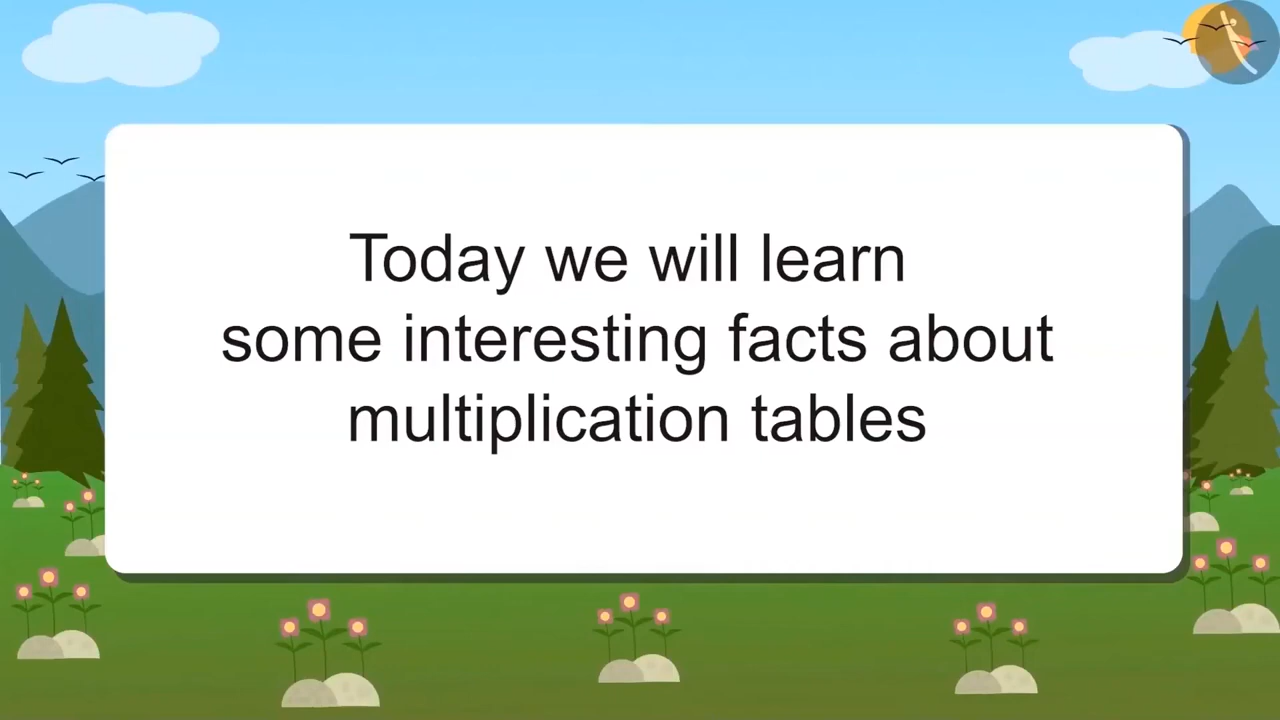 Today we will learn
some interesting facts about
multiplication tables